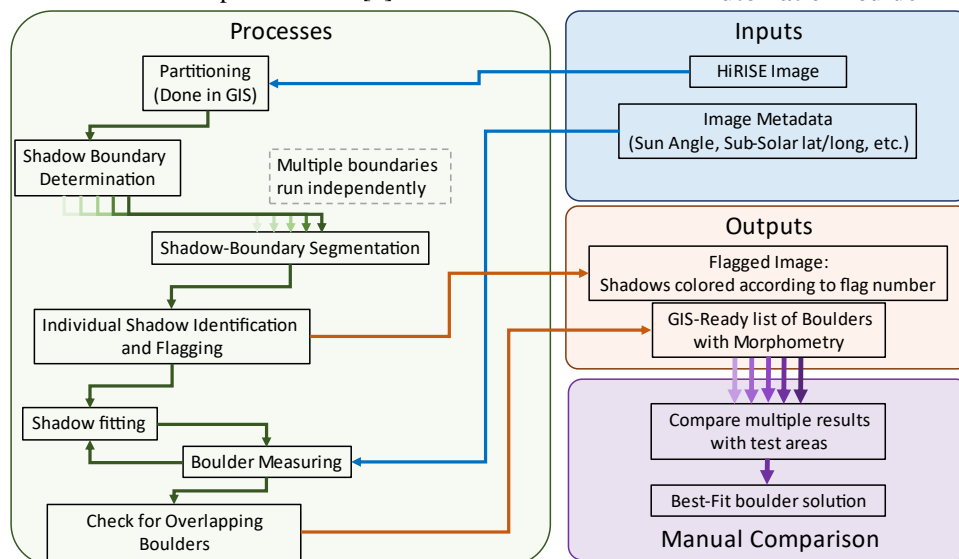 Processes
Partitioning
(Done in GIS)
Shadow Boundary
Determination
Multiple boundaries
run independently
Shadow-Boundary Segmentation
Individual Shadow Identification
and Flagging
Shadow fitting
Boulder Measuring
Check for Overlapping
Boulders
Inputs
HiRISE Image
Image Metadata
(Sun Angle, Sub-Solar lat/long, etc.)
Outputs
Flagged Image:
Shadows colored according to flag number
GIS-Ready list of Boulders
with Morphometry
Compare multiple results
with test areas
Best-Fit boulder solution
Manual Comparison